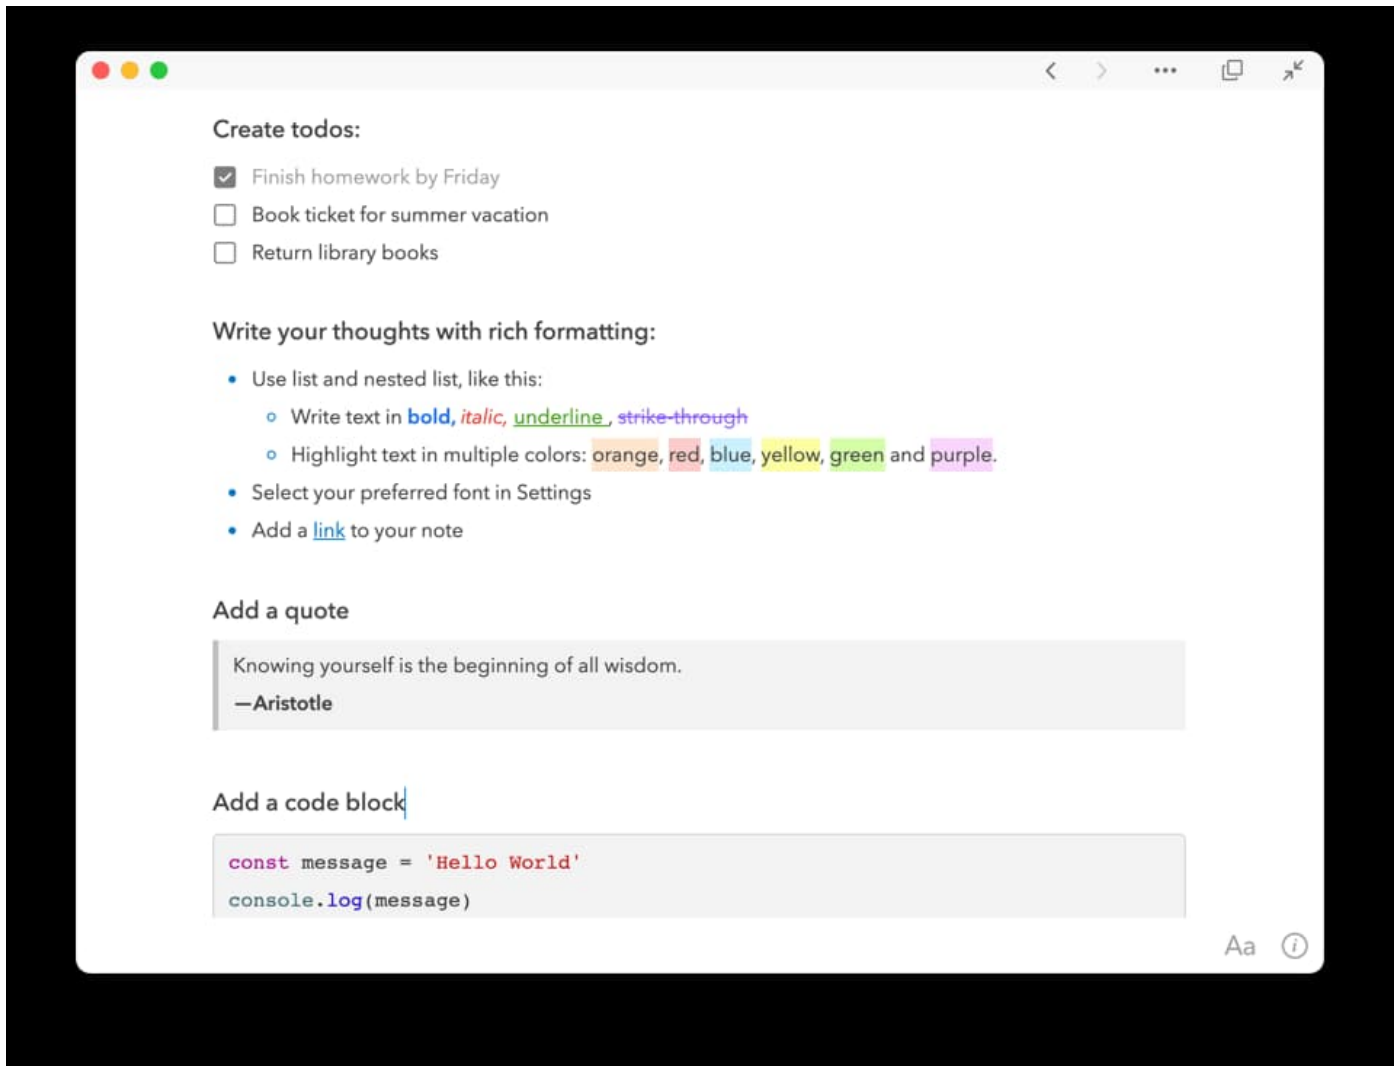 Create todos:
Finish homework by Friday
Book ticket for summer vacation
Return library books
Write your thoughts with rich formatting:
Use list and nested list, like this:
Write text in bold, italic, underline , strike-through
Highlight text in multiple colors: orange, red, blue, yellow, green and purple.
Select your preferred font in Settings
Add a link to your note
Add a quote
Knowing yourself is the beginning of all wisdom.
—Aristotle
Add a code block
const message = 'Hello World'
console.log(message)
Aa